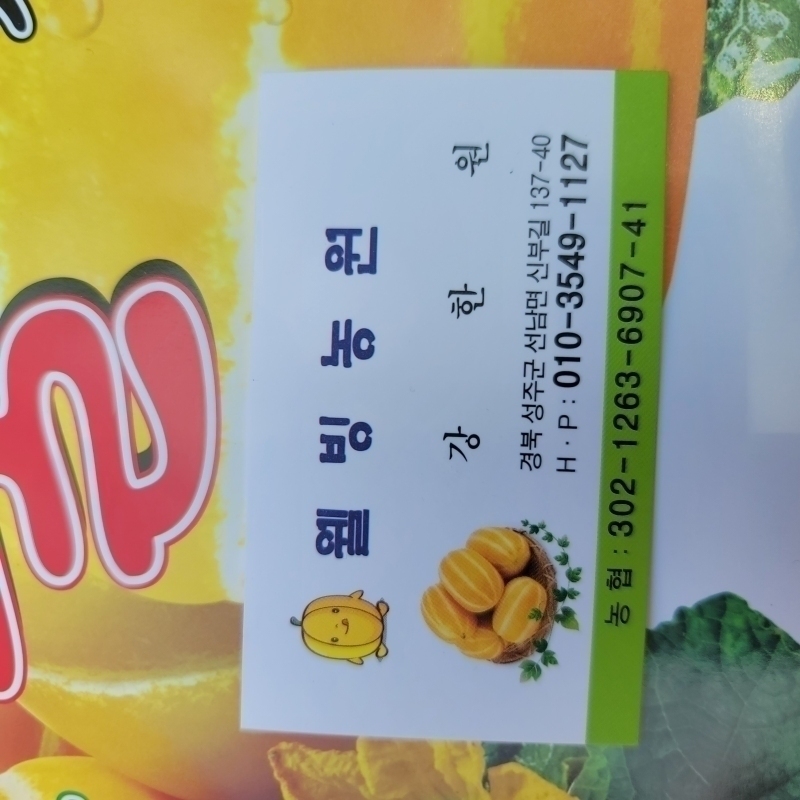 웰빙농원
강한원
경북 성주군 선남면 신부길 137-40
H·P : 010-3549-1127
농협 : 302-1263-6907-41